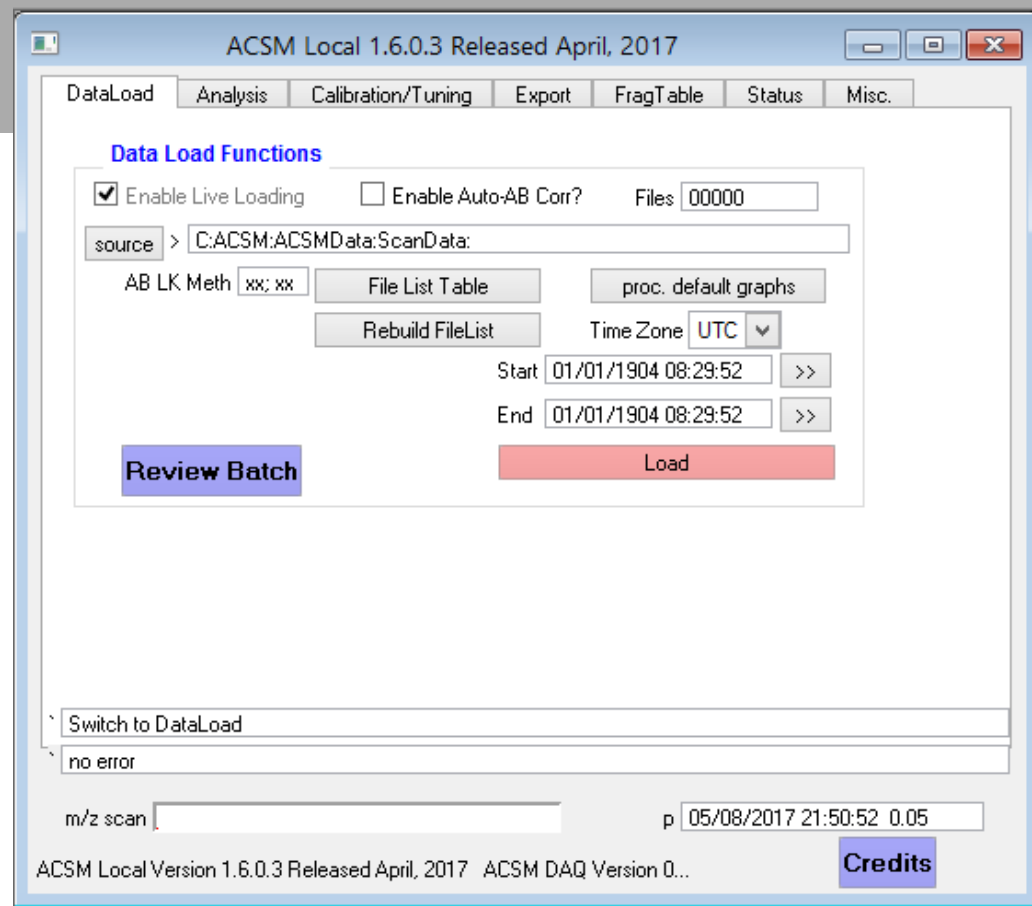 ACSM Local 1.6.0.3 Released April, 2017
DataLoad Analysis Calibration/Tuning Export FragTable Status Misc.
Data Load Functions
Enable Live Loading Enable Auto-AB Corr? Files 00000
source > C:ACSM:ACSMData:ScanData:
AB LK Meth xx; xx File List Table proc. default graphs
Rebuild FileList Time Zone UTC
Start 01/01/1904 08:29:52 >>
End 01/01/1904 08:29:52 >>
Review Batch Load
` Switch to DataLoad
` no error
m/z scan p 05/08/2017 21:50:52 0.05
ACSM Local Version 1.6.0.3 Released April, 2017 ACSM DAQ Version 0... Credits